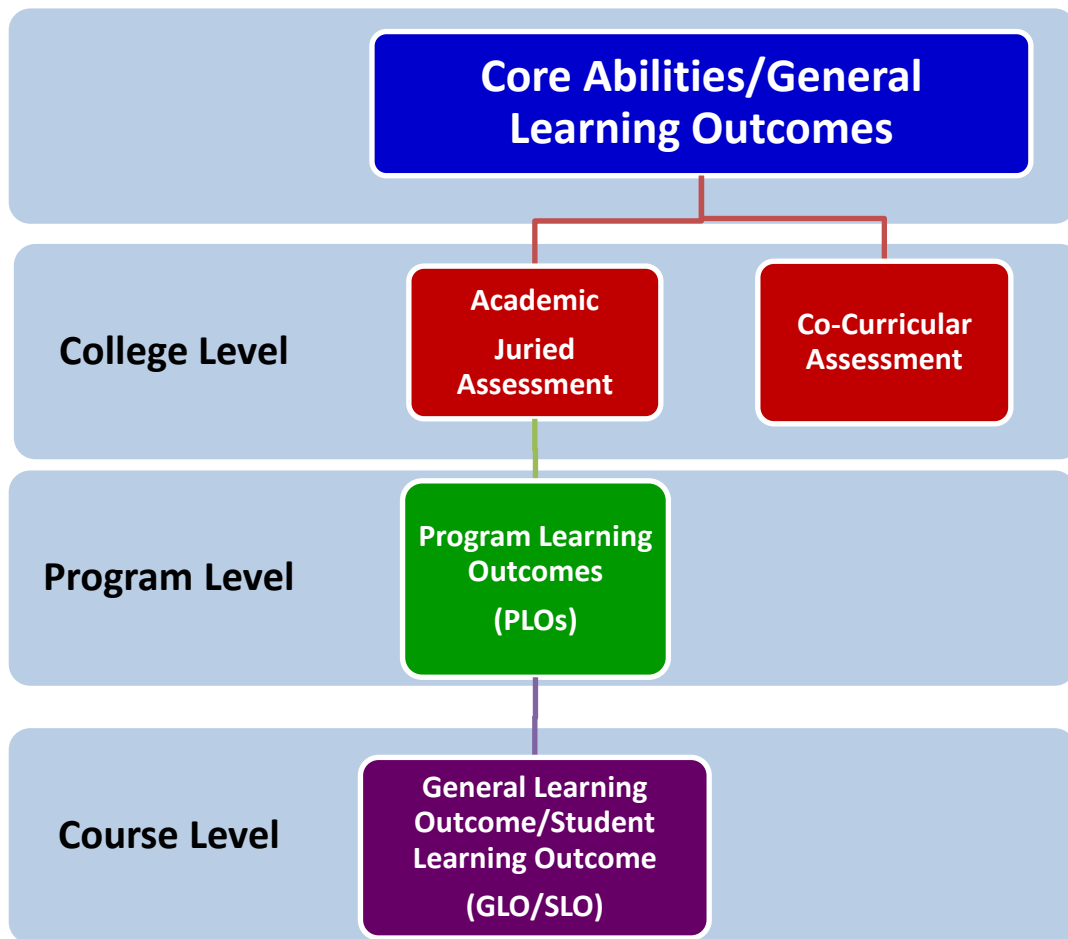 Core Abilities/General
Learning Outcomes
College Level
Academic
Juried
Assessment
Co-Curricular
Assessment
Program Level
Program Learning
Outcomes
(PLOs)
Course Level
General Learning
Outcome/Student
Learning Outcome
(GLO/SLO)